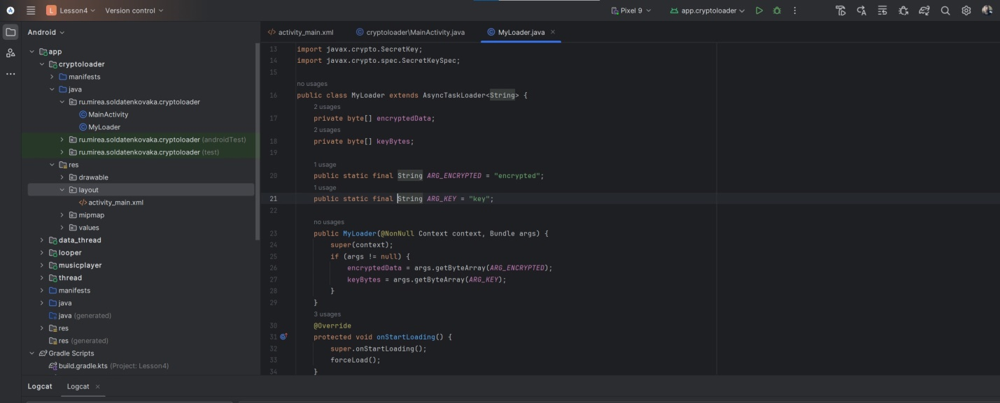 L Lesson4 Version control Pixel 9 app.cryptoloader
Android
app
cryptoloader
manifests
java
ru.mirea.soldatenkovaka.cryptoloader
MainActivity
MyLoader
ru.mirea.soldatenkovaka.cryptoloader (androidTest)
ru.mirea.soldatenkovaka.cryptoloader (test)
res
drawable
layout
activity_main.xml
mipmap
values
data_thread
looper
musicplayer
thread
manifests
java
java (generated)
res
res (generated)
Gradle Scripts
build.gradle.kts (Project: Lesson4)
activity_main.xml cryptoloader\MainActivity.java MyLoader.java
13 import javax.crypto.SecretKey;
14 import javax.crypto.spec.SecretKeySpec;
15
no usages
16 public class MyLoader extends AsyncTaskLoader<String> {
2 usages
17 private byte[] encryptedData;
2 usages
18 private byte[] keyBytes;
19
1 usage
20 public static final String ARG_ENCRYPTED = "encrypted";
1 usage
21 public static final String ARG_KEY = "key";
22
no usages
23 public MyLoader(@NonNull Context context, Bundle args) {
24 super(context);
25 if (args != null) {
26 encryptedData = args.getByteArray(ARG_ENCRYPTED);
27 keyBytes = args.getByteArray(ARG_KEY);
28 }
29 }
3 usages
30 @Override
31 protected void onStartLoading() {
32 super.onStartLoading();
33 forceLoad();
34 }
Logcat Logcat